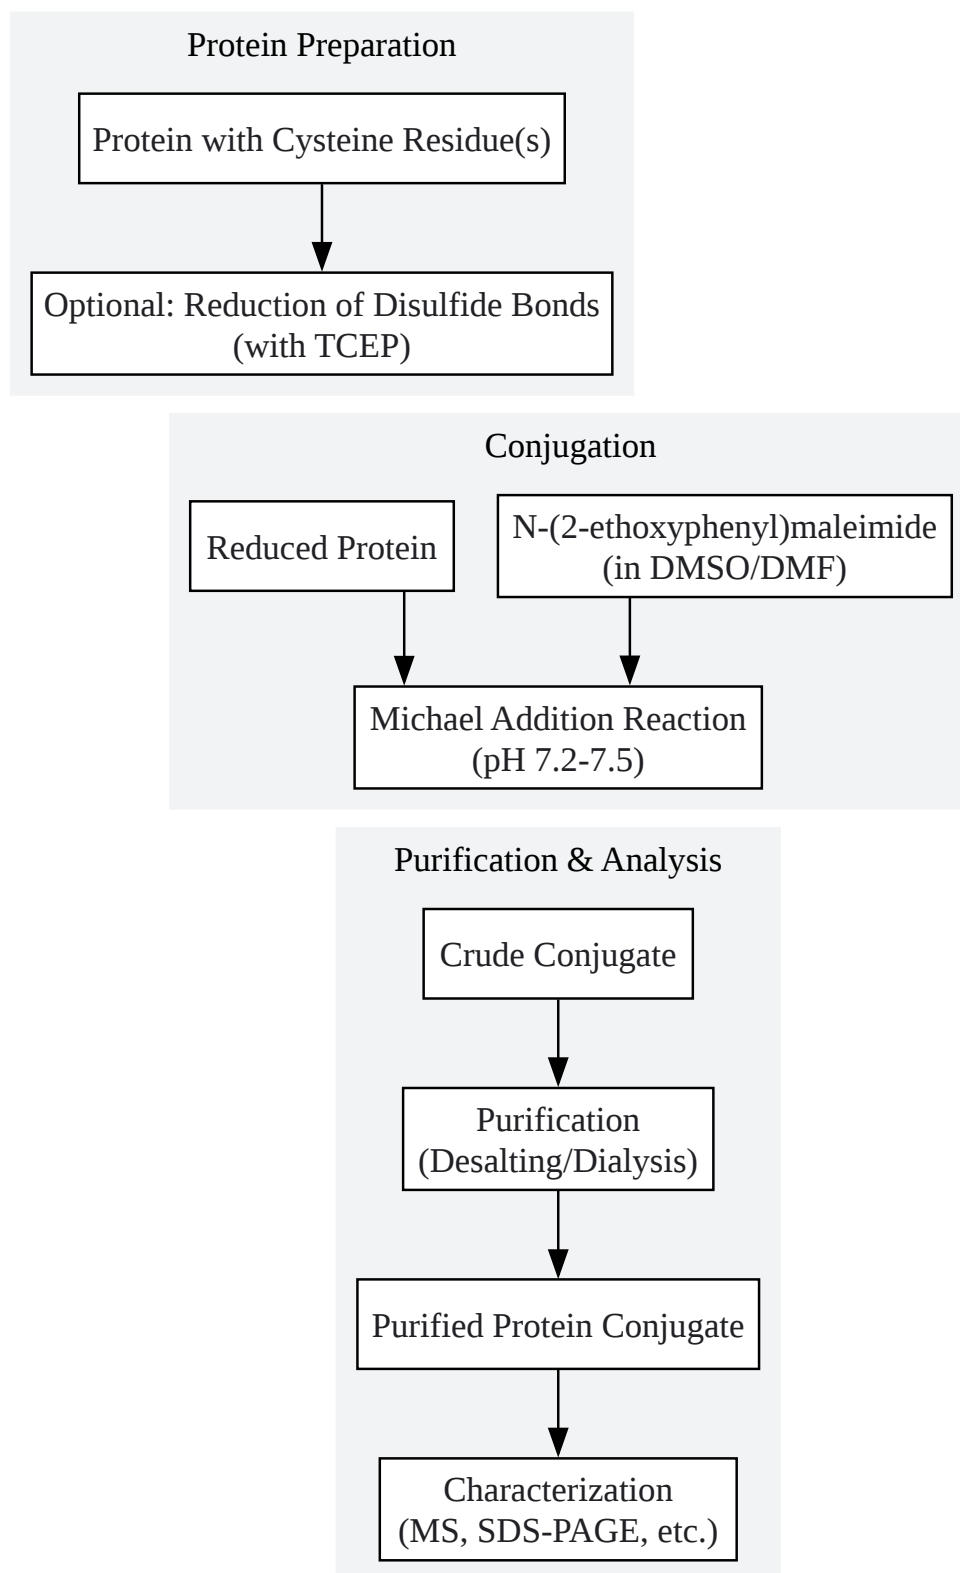 Protein Preparation
Protein with Cysteine Residue(s)
Optional: Reduction of Disulfide Bonds
(with TCEP)
Conjugation
Reduced Protein
N-(2-ethoxyphenyl)maleimide
(in DMSO/DMF)
Michael Addition Reaction
(pH 7.2-7.5)
Purification & Analysis
Crude Conjugate
Purification
(Desalting/Dialysis)
Purified Protein Conjugate
Characterization
(MS, SDS-PAGE, etc.)